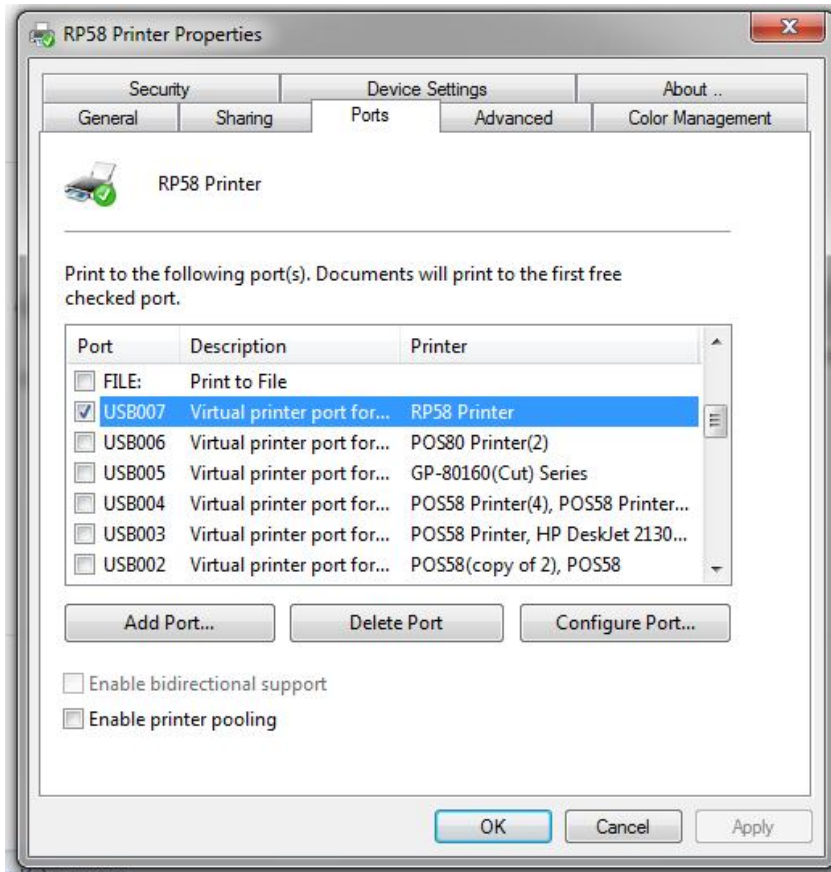 RP58 Printer Properties
Security Device Settings About ..
General Sharing Ports Advanced Color Management
RP58 Printer
Print to the following port(s). Documents will print to the first free
checked port.
Port Description Printer
FILE: Print to File
USB007 Virtual printer port for... RP58 Printer
USB006 Virtual printer port for... POS80 Printer(2)
USB005 Virtual printer port for... GP-80160(Cut) Series
USB004 Virtual printer port for... POS58 Printer(4), POS58 Printer...
USB003 Virtual printer port for... POS58 Printer, HP DeskJet 2130...
USB002 Virtual printer port for... POS58(copy of 2), POS58
Add Port... Delete Port Configure Port...
Enable bidirectional support
Enable printer pooling
OK Cancel Apply